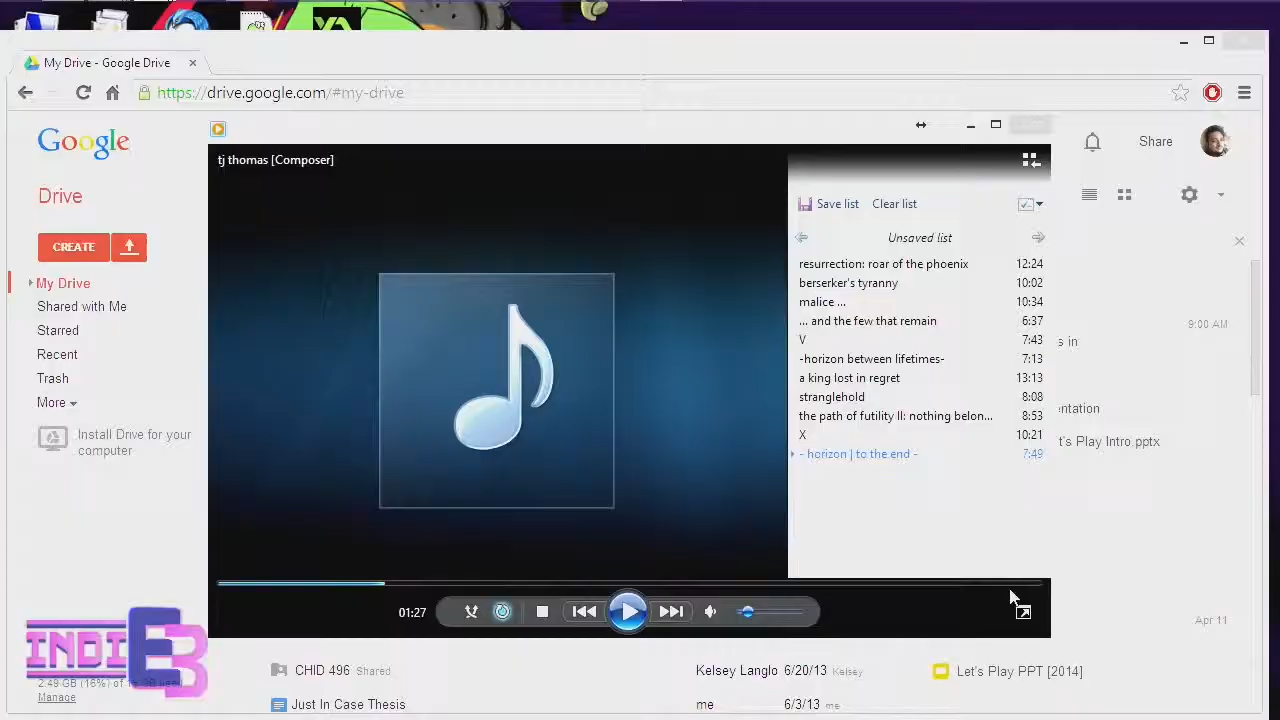 My Drive - Google Drive
https://drive.google.com/#my-drive
Google
Share
Drive
CREATE
My Drive
Shared with Me
Starred
Recent
Trash
More
Install Drive for your
computer
tj thomas [Composer]
Save list Clear list
Unsaved list
resurrection: roar of the phoenix 12:24
berserker's tyranny 10:02
malice ... 10:34
... and the few that remain 6:37
V 7:43
-horizon between lifetimes- 7:13
a king lost in regret 13:13
stranglehold 8:08
the path of futility II: nothing belon... 8:53
X 10:21
- horizon | to the end - 7:49
01:27
9:00 AM
s in
entation
t's Play Intro.pptx
Apr 11
INDIE3
2.48 GB (16%) of
Manage
CHID 496 Shared Kelsey Langlo 6/20/13 Kelsey Let's Play PPT [2014]
Just In Case Thesis me 6/3/13 me